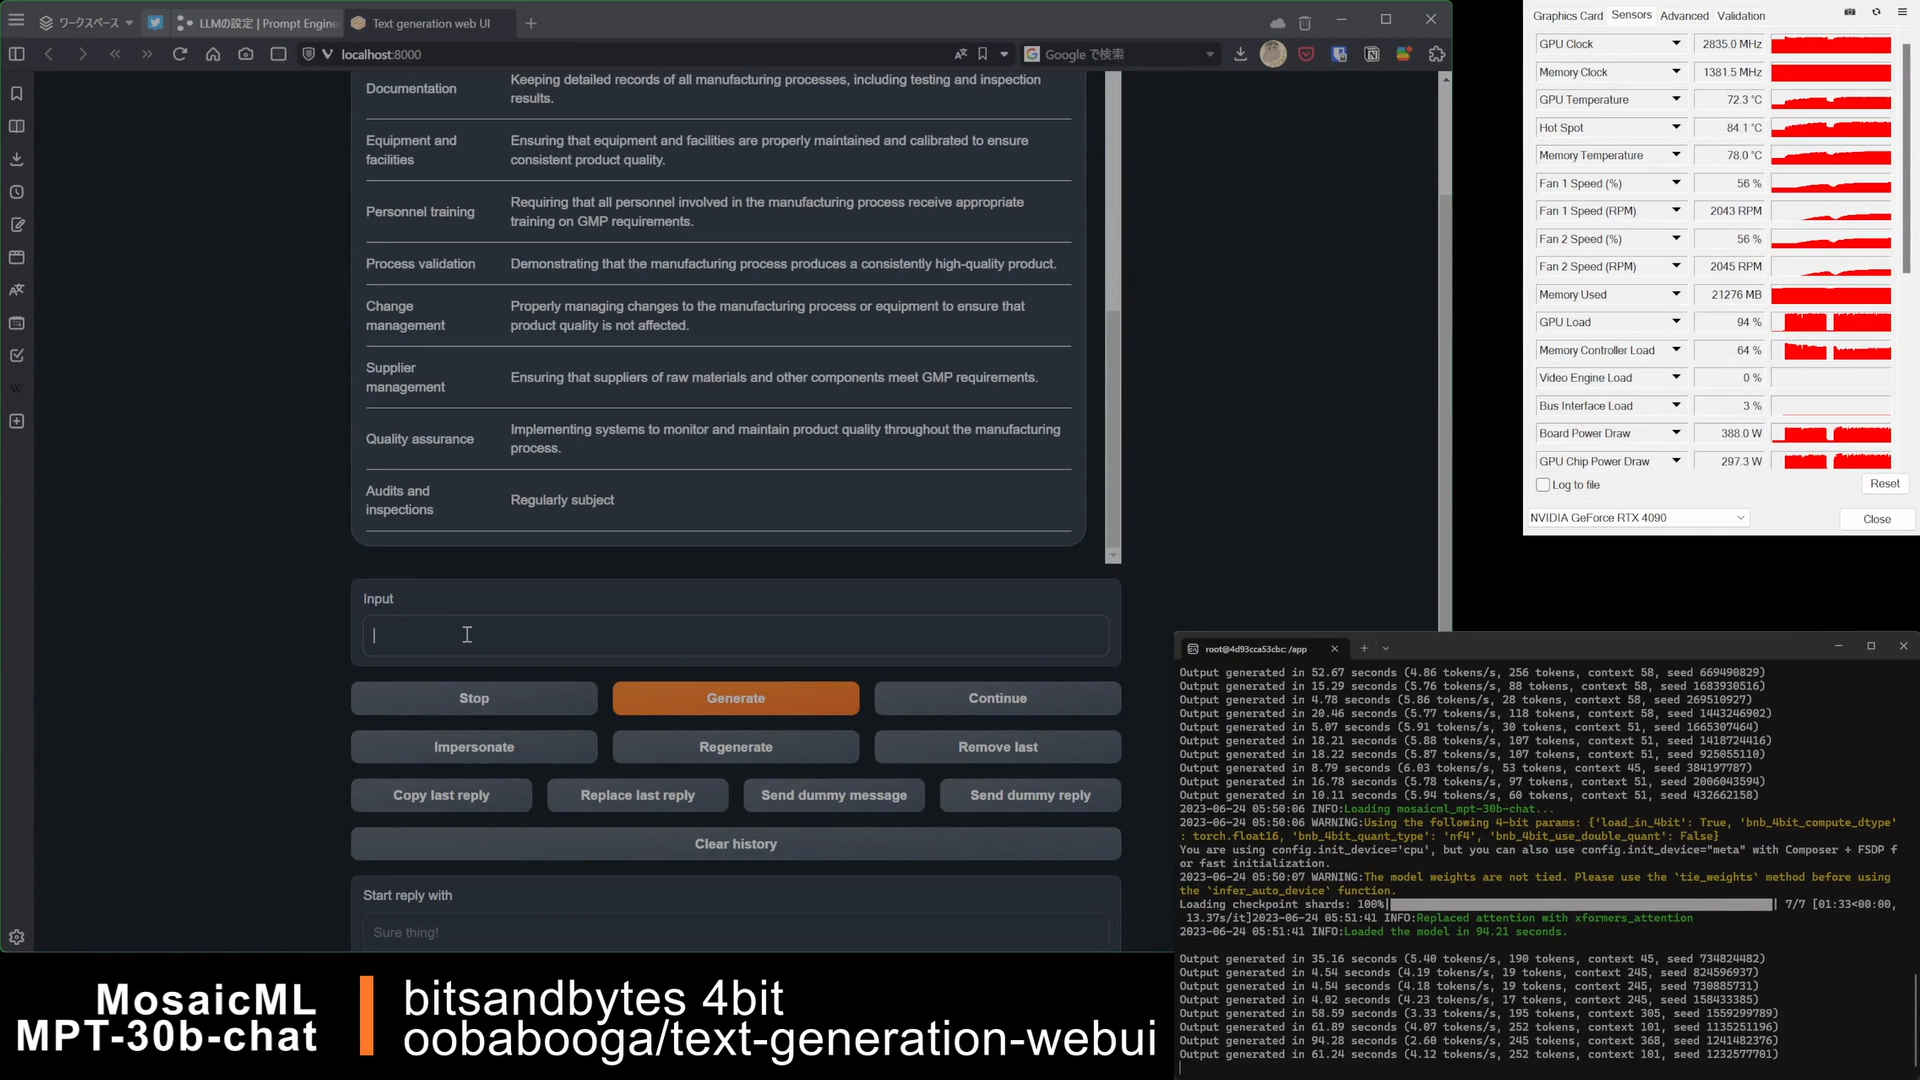 ワークスペース
LLMの設定 | Prompt Engine
Text generation web UI
localhost:8000
Google で検索
Documentation
Keeping detailed records of all manufacturing processes, including testing and inspection
results.
Equipment and
facilities
Ensuring that equipment and facilities are properly maintained and calibrated to ensure
consistent product quality.
Personnel training
Requiring that all personnel involved in the manufacturing process receive appropriate
training on GMP requirements.
Process validation
Demonstrating that the manufacturing process produces a consistently high-quality product.
Change
management
Properly managing changes to the manufacturing process or equipment to ensure that
product quality is not affected.
Supplier
management
Ensuring that suppliers of raw materials and other components meet GMP requirements.
Quality assurance
Implementing systems to monitor and maintain product quality throughout the manufacturing
process.
Audits and
inspections
Regularly subject
Input
Stop
Generate
Continue
Impersonate
Regenerate
Remove last
Copy last reply
Replace last reply
Send dummy message
Send dummy reply
Clear history
Start reply with
Sure thing!
Graphics Card Sensors Advanced Validation
GPU Clock 2835.0 MHz
Memory Clock 1381.5 MHz
GPU Temperature 72.3 °C
Hot Spot 84.1 °C
Memory Temperature 78.0 °C
Fan 1 Speed (%) 56 %
Fan 1 Speed (RPM) 2043 RPM
Fan 2 Speed (%) 56 %
Fan 2 Speed (RPM) 2045 RPM
Memory Used 21276 MB
GPU Load 94 %
Memory Controller Load 64 %
Video Engine Load 0 %
Bus Interface Load 3 %
Board Power Draw 388.0 W
GPU Chip Power Draw 297.3 W
Log to file
Reset
NVIDIA GeForce RTX 4090
Close
root@4d93cca53cbc: /app
Output generated in 52.67 seconds (4.86 tokens/s, 256 tokens, context 58, seed 669490829)
Output generated in 15.29 seconds (5.76 tokens/s, 88 tokens, context 58, seed 1683930516)
Output generated in 4.78 seconds (5.86 tokens/s, 28 tokens, context 58, seed 269510927)
Output generated in 20.46 seconds (5.77 tokens/s, 118 tokens, context 58, seed 1443246902)
Output generated in 5.07 seconds (5.91 tokens/s, 30 tokens, context 51, seed 1665307464)
Output generated in 18.21 seconds (5.88 tokens/s, 107 tokens, context 51, seed 1418724416)
Output generated in 18.22 seconds (5.87 tokens/s, 107 tokens, context 51, seed 925055110)
Output generated in 8.79 seconds (6.03 tokens/s, 53 tokens, context 45, seed 384197787)
Output generated in 16.78 seconds (5.78 tokens/s, 97 tokens, context 51, seed 2006043594)
Output generated in 10.11 seconds (5.94 tokens/s, 60 tokens, context 51, seed 432662158)
2023-06-24 05:50:06 INFO:Loading mosaicml_mpt-30b-chat...
2023-06-24 05:50:06 WARNING:Using the following 4-bit params: {'load_in_4bit': True, 'bnb_4bit_compute_dtype'
: torch.float16, 'bnb_4bit_quant_type': 'nf4', 'bnb_4bit_use_double_quant': False}
You are using config.init_device='cpu', but you can also use config.init_device="meta" with Composer + FSDP f
or fast initialization.
2023-06-24 05:50:07 WARNING:The model weights are not tied. Please use the `tie_weights` method before using
the `infer_auto_device` function.
Loading checkpoint shards: 100%| | 7/7 [01:33<00:00,
13.37s/it]2023-06-24 05:51:41 INFO:Replaced attention with xformers_attention
2023-06-24 05:51:41 INFO:Loaded the model in 94.21 seconds.
Output generated in 35.16 seconds (5.40 tokens/s, 190 tokens, context 45, seed 734824482)
Output generated in 4.54 seconds (4.19 tokens/s, 19 tokens, context 245, seed 824596937)
Output generated in 4.54 seconds (4.18 tokens/s, 19 tokens, context 245, seed 730885731)
Output generated in 4.02 seconds (4.23 tokens/s, 17 tokens, context 245, seed 158433385)
Output generated in 58.59 seconds (3.33 tokens/s, 195 tokens, context 305, seed 1559299789)
Output generated in 61.89 seconds (4.07 tokens/s, 252 tokens, context 101, seed 1135251196)
Output generated in 94.28 seconds (2.60 tokens/s, 245 tokens, context 368, seed 1241482376)
Output generated in 61.24 seconds (4.12 tokens/s, 252 tokens, context 101, seed 1232577701)
MosaicML
MPT-30b-chat
bitsandbytes 4bit
oobabooga/text-generation-webui